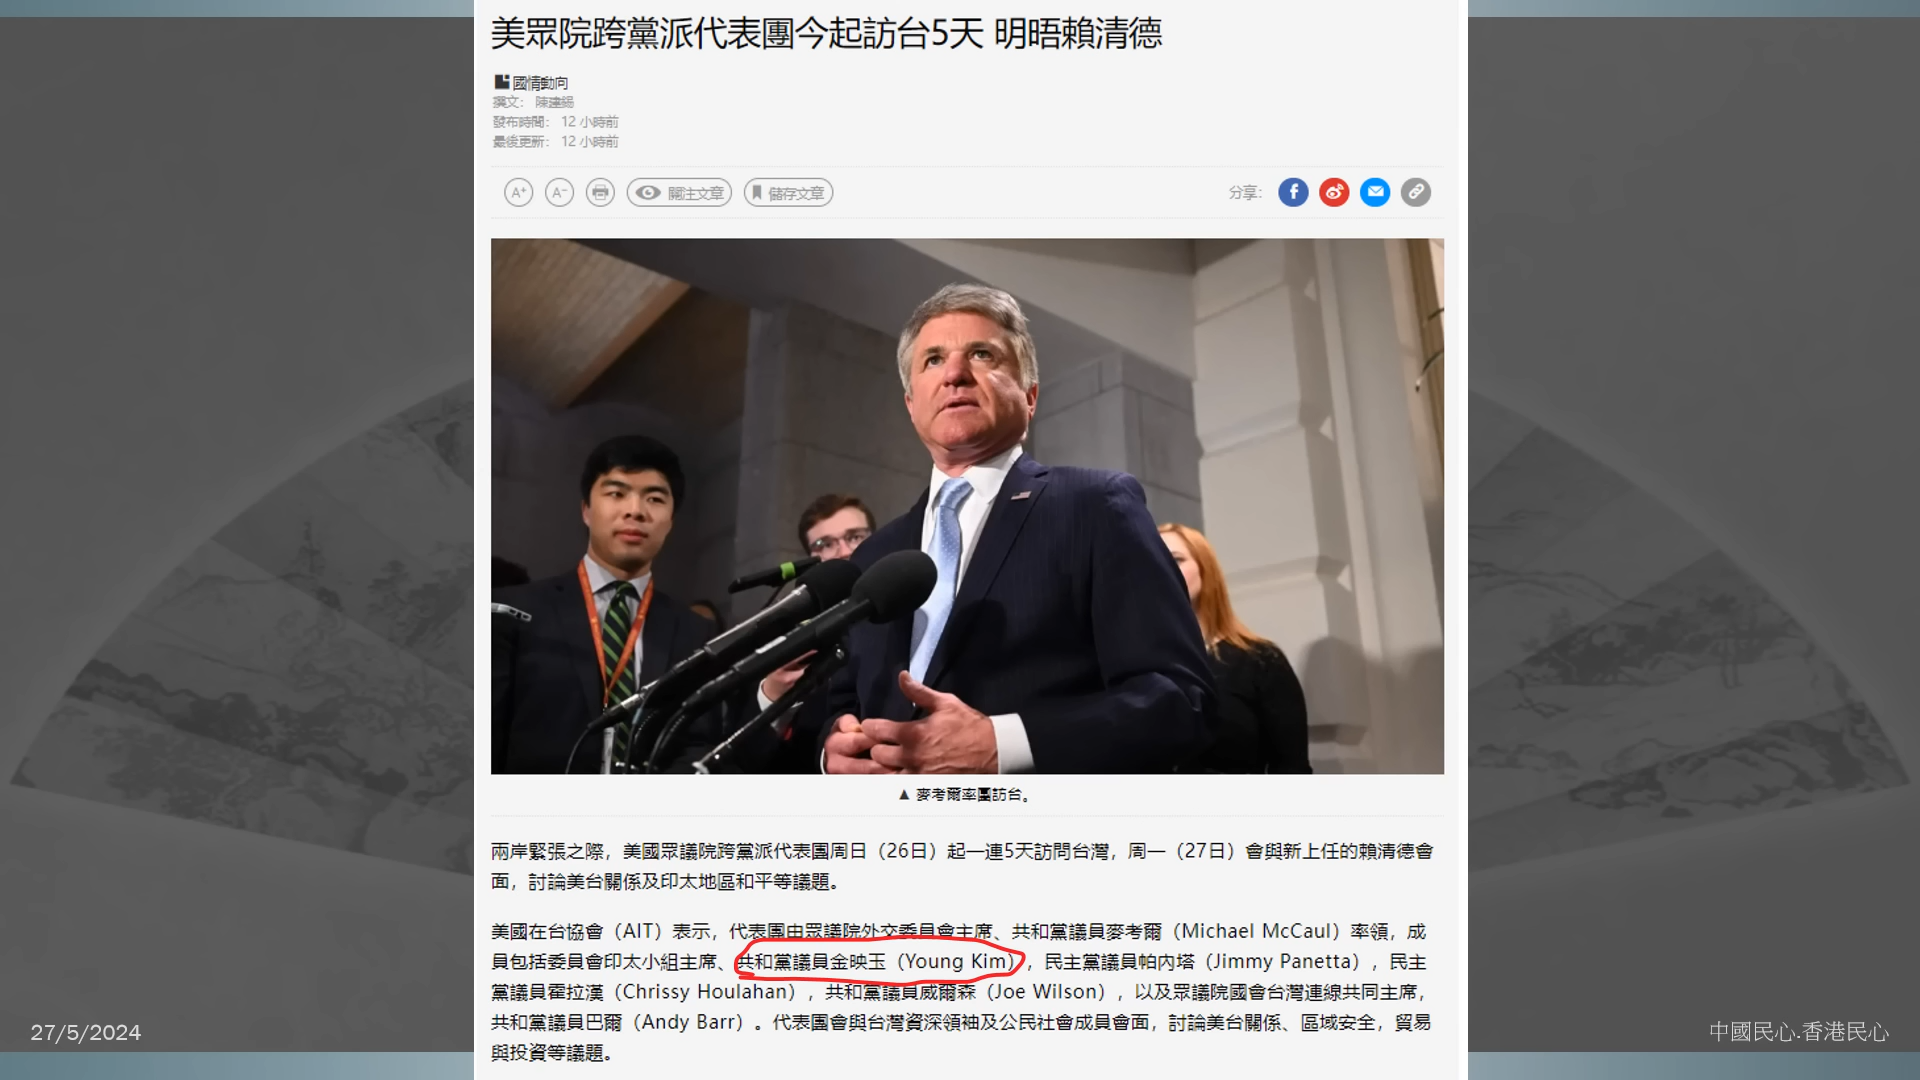 美眾院跨黨派代表團今起訪台5天 明晤賴清德
國情動向
撰文： 陳建錫
發布時間： 12 小時前
最後更新： 12 小時前
A+ A- 關注文章 儲存文章 分享：
▲ 麥考爾率團訪台。
兩岸緊張之際，美國眾議院跨黨派代表團周日（26日）起一連5天訪問台灣，周一（27日）會與新上任的賴清德會
面，討論美台關係及印太地區和平等議題。
美國在台協會（AIT）表示，代表團由眾議院外交委員會主席、共和黨議員麥考爾（Michael McCaul）率領，成
員包括委員會印太小組主席、共和黨議員金映玉（Young Kim），民主黨議員帕內塔（Jimmy Panetta），民主
黨議員霍拉漢（Chrissy Houlahan），共和黨議員威爾森（Joe Wilson），以及眾議院國會台灣連線共同主席，
共和黨議員巴爾（Andy Barr）。代表團會與台灣資深領袖及公民社會成員會面，討論美台關係、區域安全，貿易
與投資等議題。
27/5/2024
中國民心.香港民心